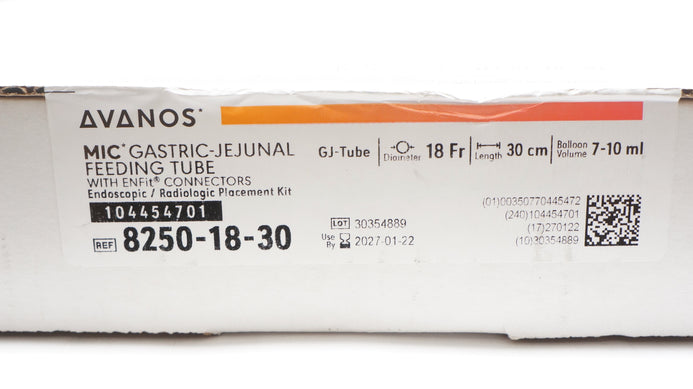 AVANOS*
MIC* GASTRIC-JEJUNAL
FEEDING TUBE
WITH ENFit® CONNECTORS
Endoscopic / Radiologic Placement Kit
104454701
REF 8250-18-30
GJ-Tube
Diameter 18 Fr
Length 30 cm
Balloon
Volume 7-10 ml
LOT 30354889
Use
By 2027-01-22
(01)00350770445472
(240)104454701
(17)270122
(10)30354889